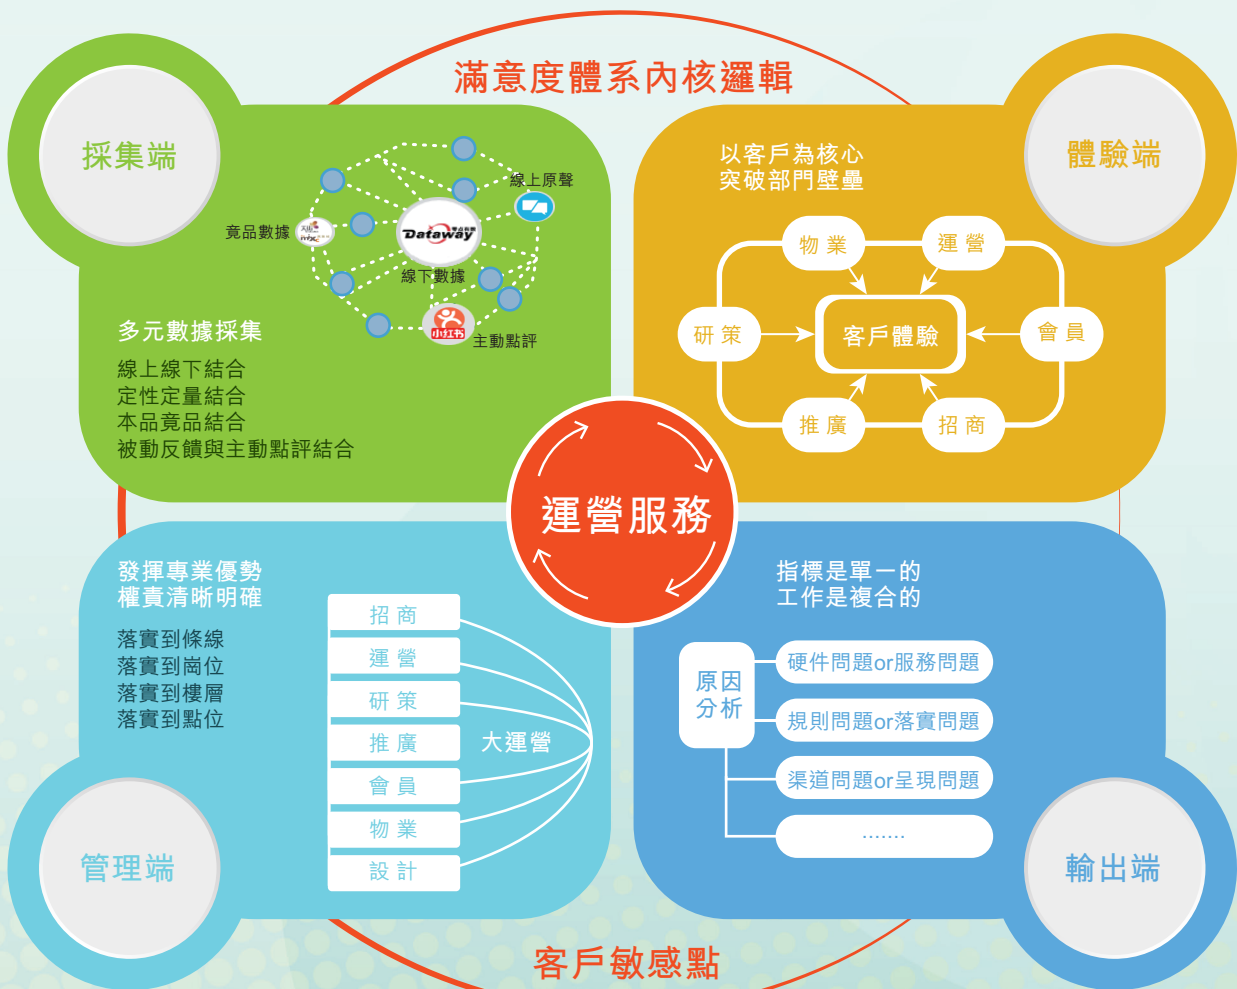 滿意度體系內核邏輯
採集端
線上原聲
竟品數據
Dataway
線下數據
小红书
主動點評
多元數據採集
線上線下結合
定性定量結合
本品竟品結合
被動反饋與主動點評結合
體驗端
以客戶為核心
突破部門壁壘
物業
運營
研策
客戶體驗
會員
推廣
招商
運營服務
發揮專業優勢
權責清晰明確
落實到條線
落實到崗位
落實到樓層
落實到點位
招商
運營
研策
推廣
會員
物業
設計
大運營
管理端
指標是單一的
工作是複合的
原因
分析
硬件問題or服務問題
規則問題or落實問題
渠道問題or呈現問題
.......
輸出端
客戶敏感點